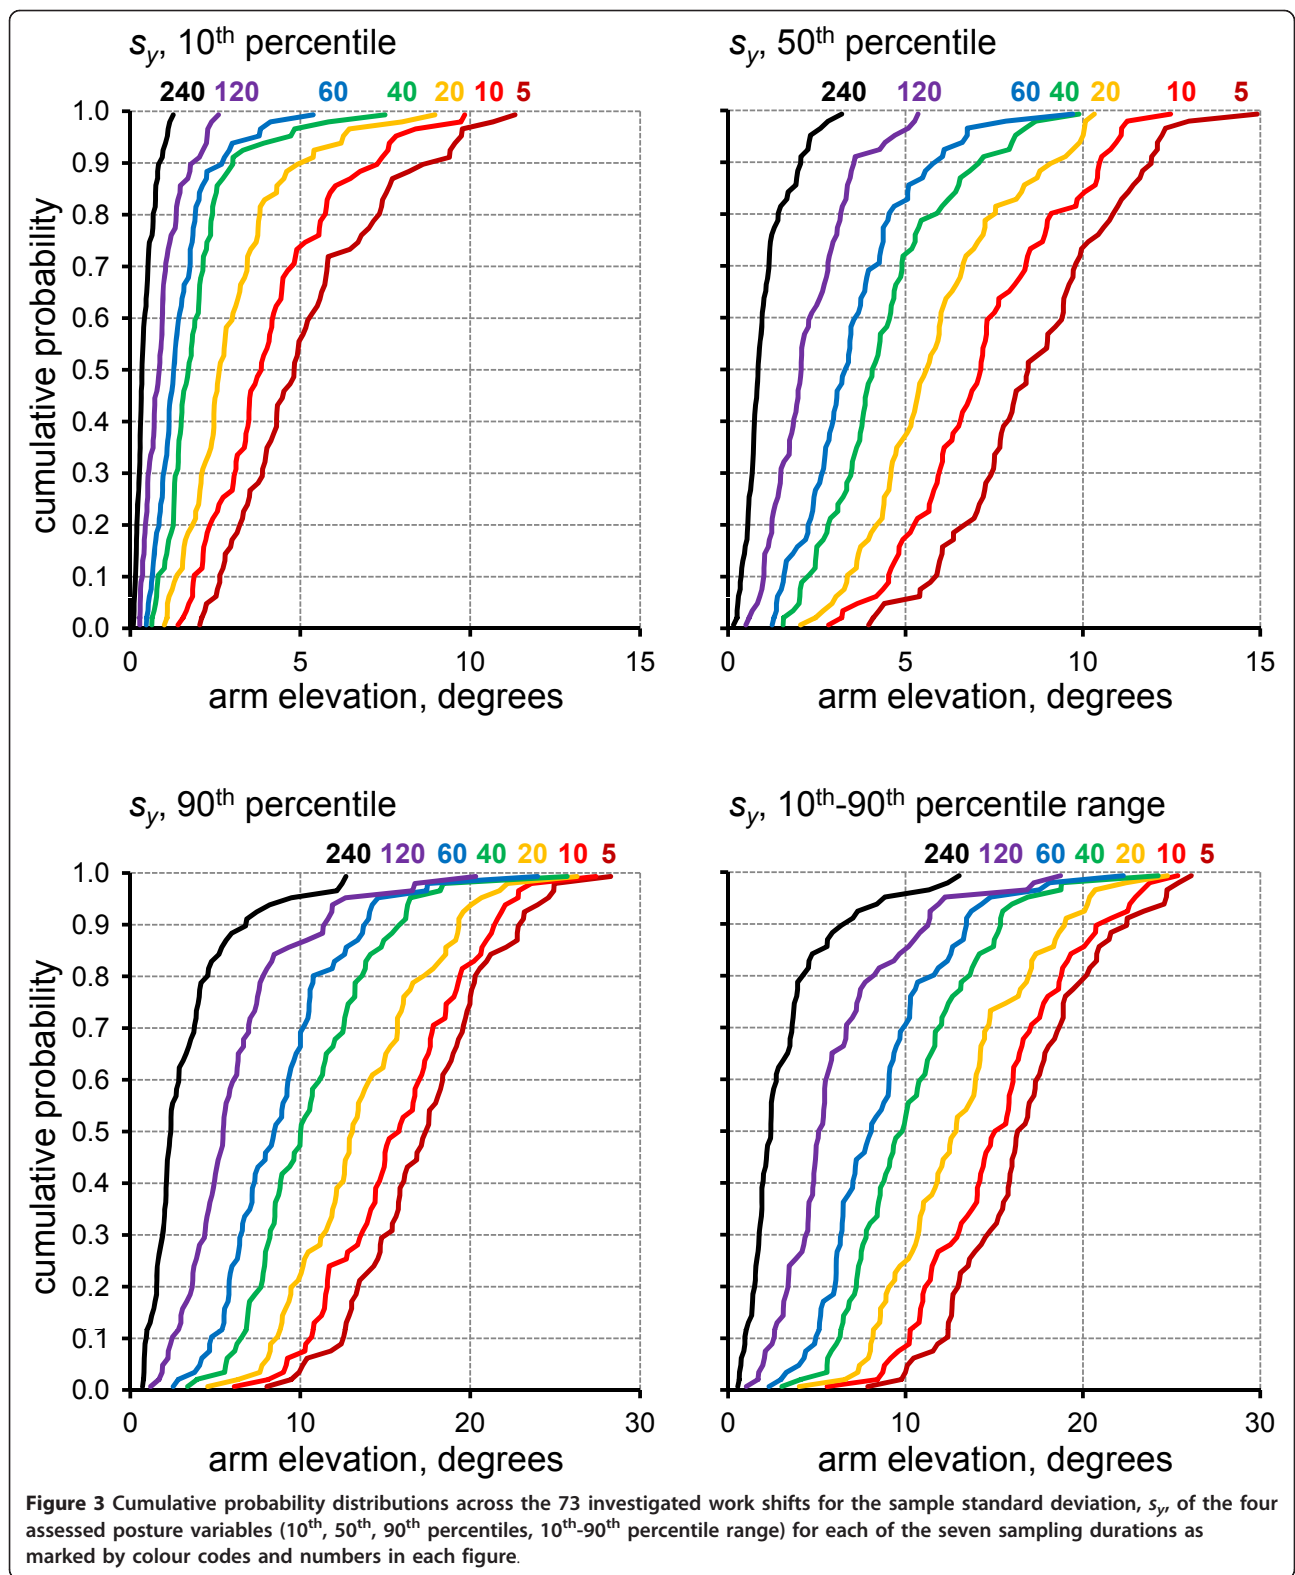 s_y, 10th percentile
240 120 60 40 20 10 5
1.0
0.9
0.8
0.7
0.6
0.5
0.4
0.3
0.2
0.1
0.0
cumulative probability
0 5 10 15
arm elevation, degrees
s_y, 50th percentile
240 120 60 40 20 10 5
0 5 10 15
arm elevation, degrees
s_y, 90th percentile
240 120 60 40 20 10 5
1.0
0.9
0.8
0.7
0.6
0.5
0.4
0.3
0.2
0.1
0.0
cumulative probability
0 10 20 30
arm elevation, degrees
s_y, 10th-90th percentile range
240 120 60 40 20 10 5
0 10 20 30
arm elevation, degrees
Figure 3 Cumulative probability distributions across the 73 investigated work shifts for the sample standard deviation, s_y, of the four
assessed posture variables (10th, 50th, 90th percentiles, 10th-90th percentile range) for each of the seven sampling durations as
marked by colour codes and numbers in each figure.